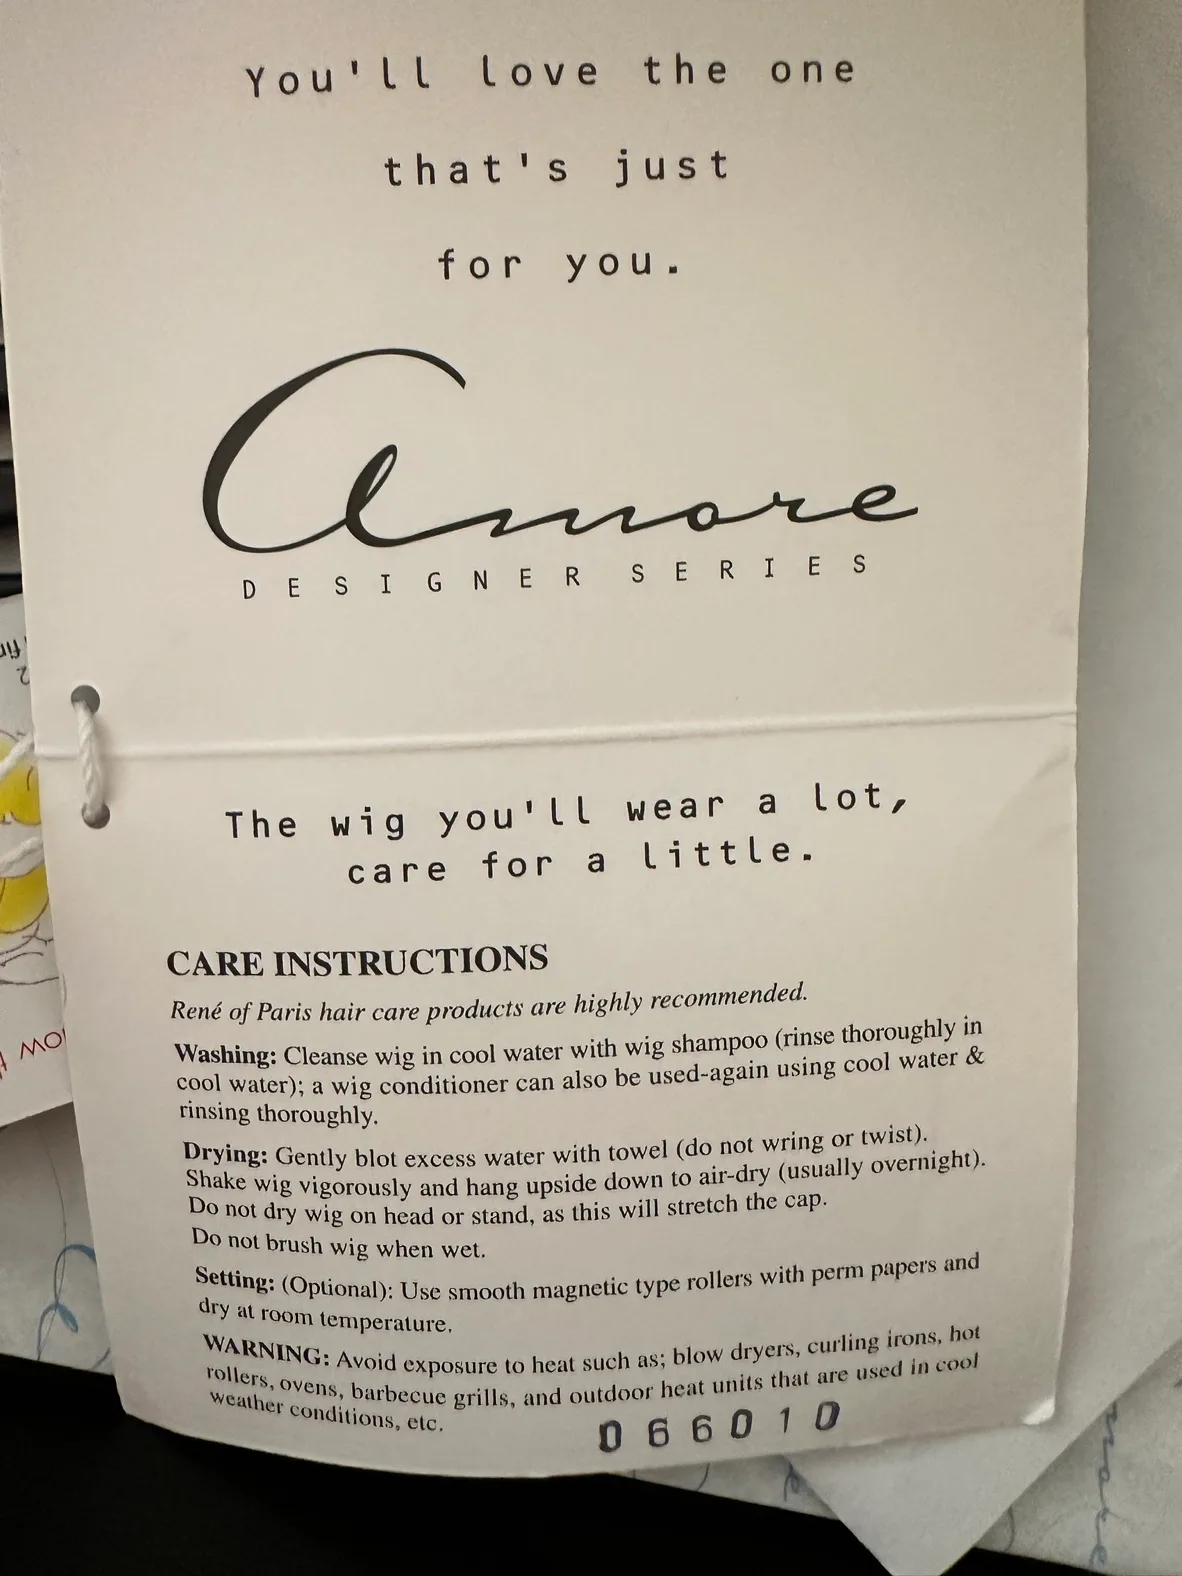 You'll love the one
that's just
for you.
Amore
DESIGNER SERIES
The wig you'll wear a lot,
care for a little.
CARE INSTRUCTIONS
René of Paris hair care products are highly recommended.
Washing: Cleanse wig in cool water with wig shampoo (rinse thoroughly in
cool water); a wig conditioner can also be used-again using cool water &
rinsing thoroughly.
Drying: Gently blot excess water with towel (do not wring or twist).
Shake wig vigorously and hang upside down to air-dry (usually overnight).
Do not dry wig on head or stand, as this will stretch the cap.
Do not brush wig when wet.
Setting: (Optional): Use smooth magnetic type rollers with perm papers and
dry at room temperature.
WARNING: Avoid exposure to heat such as; blow dryers, curling irons, hot
rollers, ovens, barbecue grills, and outdoor heat units that are used in cool
weather conditions, etc.
066010